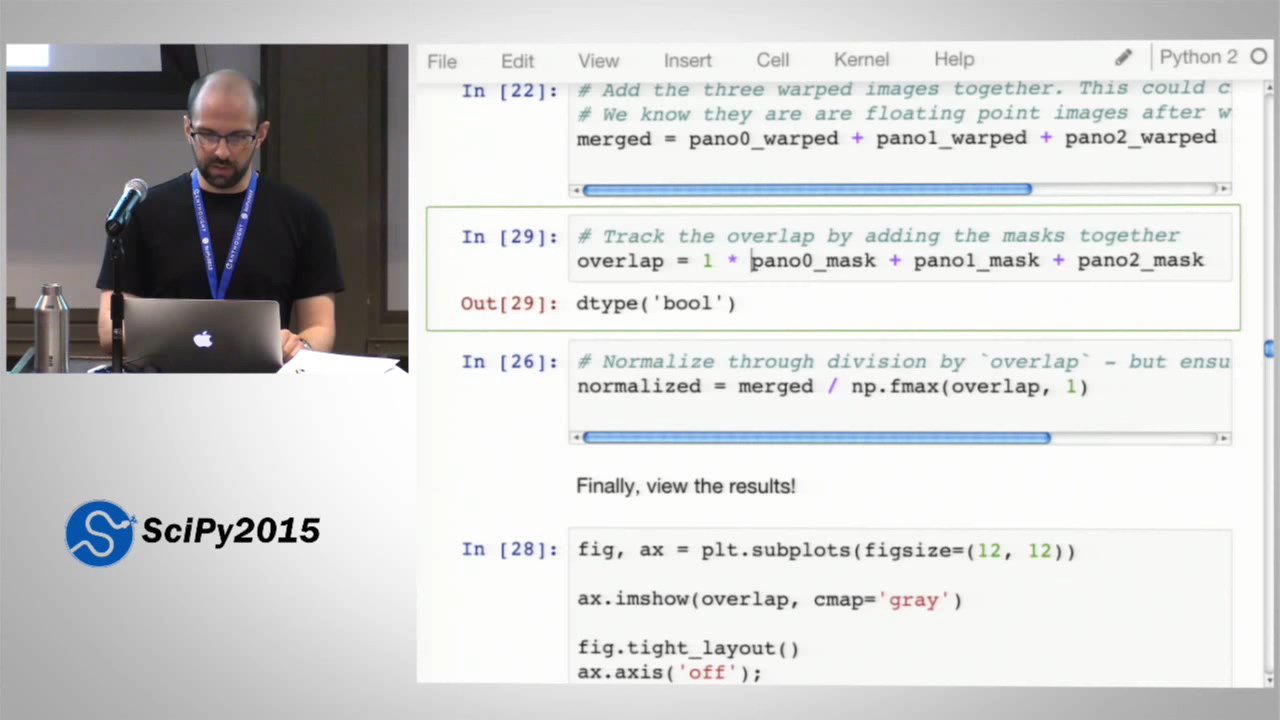 File Edit View Insert Cell Kernel Help Python 2
In [22]: # Add the three warped images together. This could c
# We know they are are floating point images after w
merged = pano0_warped + pano1_warped + pano2_warped
In [29]: # Track the overlap by adding the masks together
overlap = 1 * pano0_mask + pano1_mask + pano2_mask
Out[29]: dtype('bool')
In [26]: # Normalize through division by `overlap` - but ensu
normalized = merged / np.fmax(overlap, 1)
Finally, view the results!
In [28]: fig, ax = plt.subplots(figsize=(12, 12))
ax.imshow(overlap, cmap='gray')
fig.tight_layout()
ax.axis('off');
SciPy2015
ENTHOUGHT
ENTHOUGHT